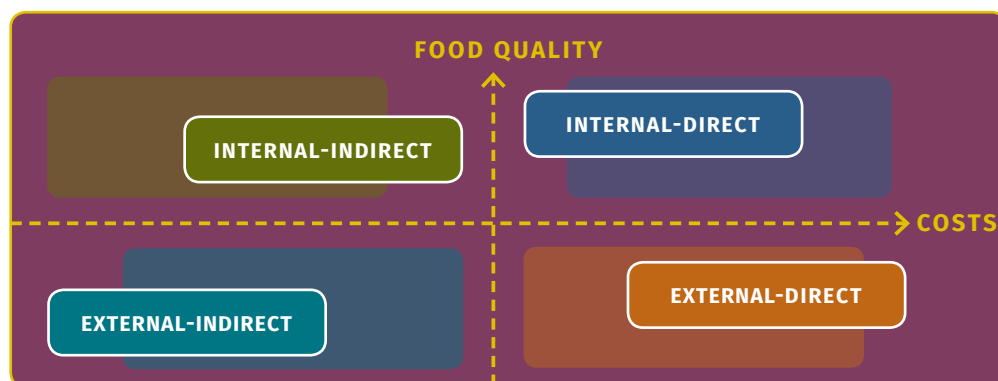 FOOD QUALITY
INTERNAL-DIRECT
INTERNAL-INDIRECT
COSTS
EXTERNAL-DIRECT
EXTERNAL-INDIRECT